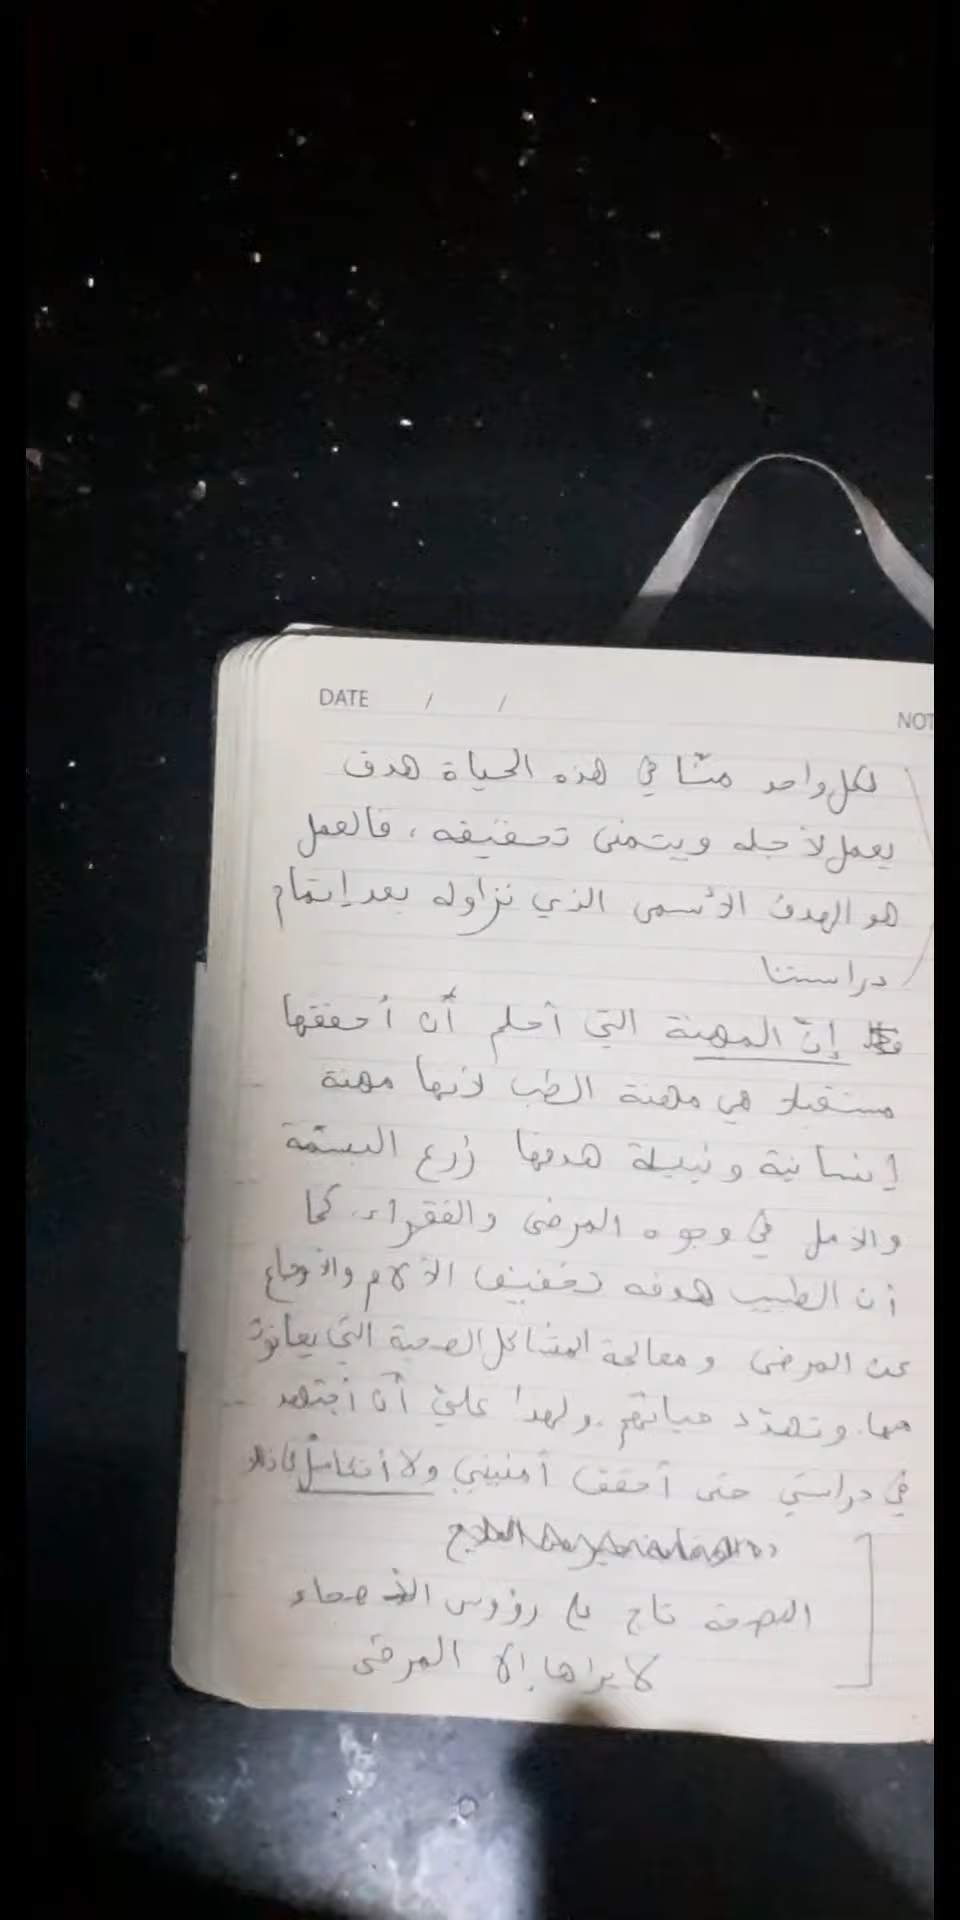 DATE / /
NOT
لكل واحد منّا في هذه الحياة هدف
يعمل لأجله ويتمنى تحقيقه، فالعمل
هو الهدف الأسمى الذي نزاوله بعد إتمام
دراستنا
إنّ المهنة التي أحلم أن أحققها
مستقبلا هي مهنة الطب لأنها مهنة
إنسانية ونبيلة هدفها زرع البسمة
والأمل في وجوه المرضى والفقراء. كما
أن الطبيب هدفه تخفيف الآلام والأوجاع
عن المرضى ومعالجة المشاكل الصحية التي يعانون
منها. وتهدّد حياتهم. ولهذا عليّ أن أجتهد
في دراستي حتى أحقق أمنيتي ولا أتكاسل
الصحة تاج على رؤوس الأصحاء
لا يراها إلا المرضى